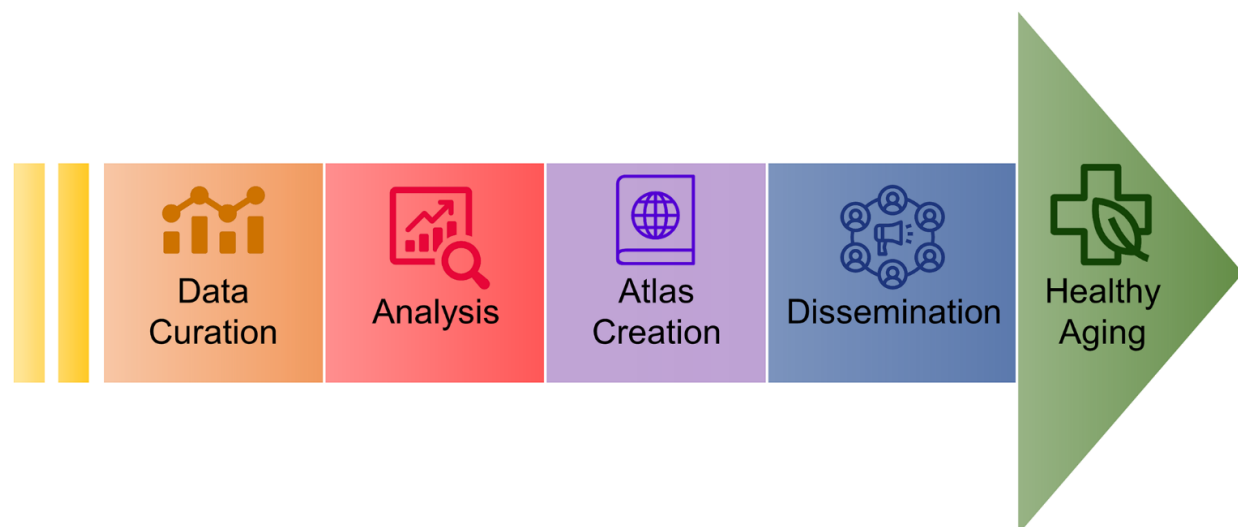 Data
Curation
Analysis
Atlas
Creation
Dissemination
Healthy
Aging